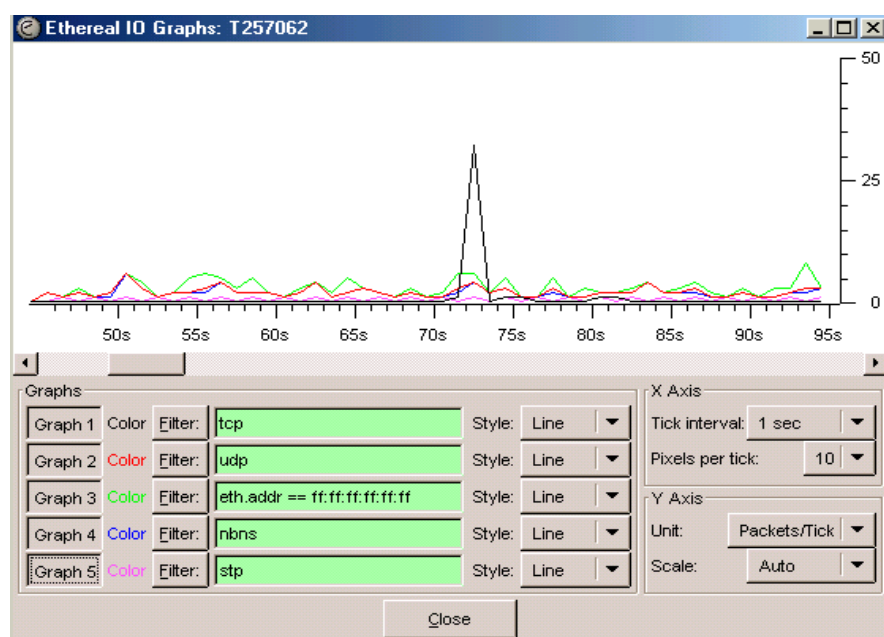 Ethereal IO Graphs: T257062
50
25
0
50s 55s 60s 65s 70s 75s 80s 85s 90s 95s
Graphs
Graph 1 Color Filter: tcp Style: Line
Graph 2 Color Filter: udp Style: Line
Graph 3 Color Filter: eth.addr == ff:ff:ff:ff:ff:ff Style: Line
Graph 4 Color Filter: nbns Style: Line
Graph 5 Color Filter: stp Style: Line
X Axis
Tick interval: 1 sec
Pixels per tick: 10
Y Axis
Unit: Packets/Tick
Scale: Auto
Close